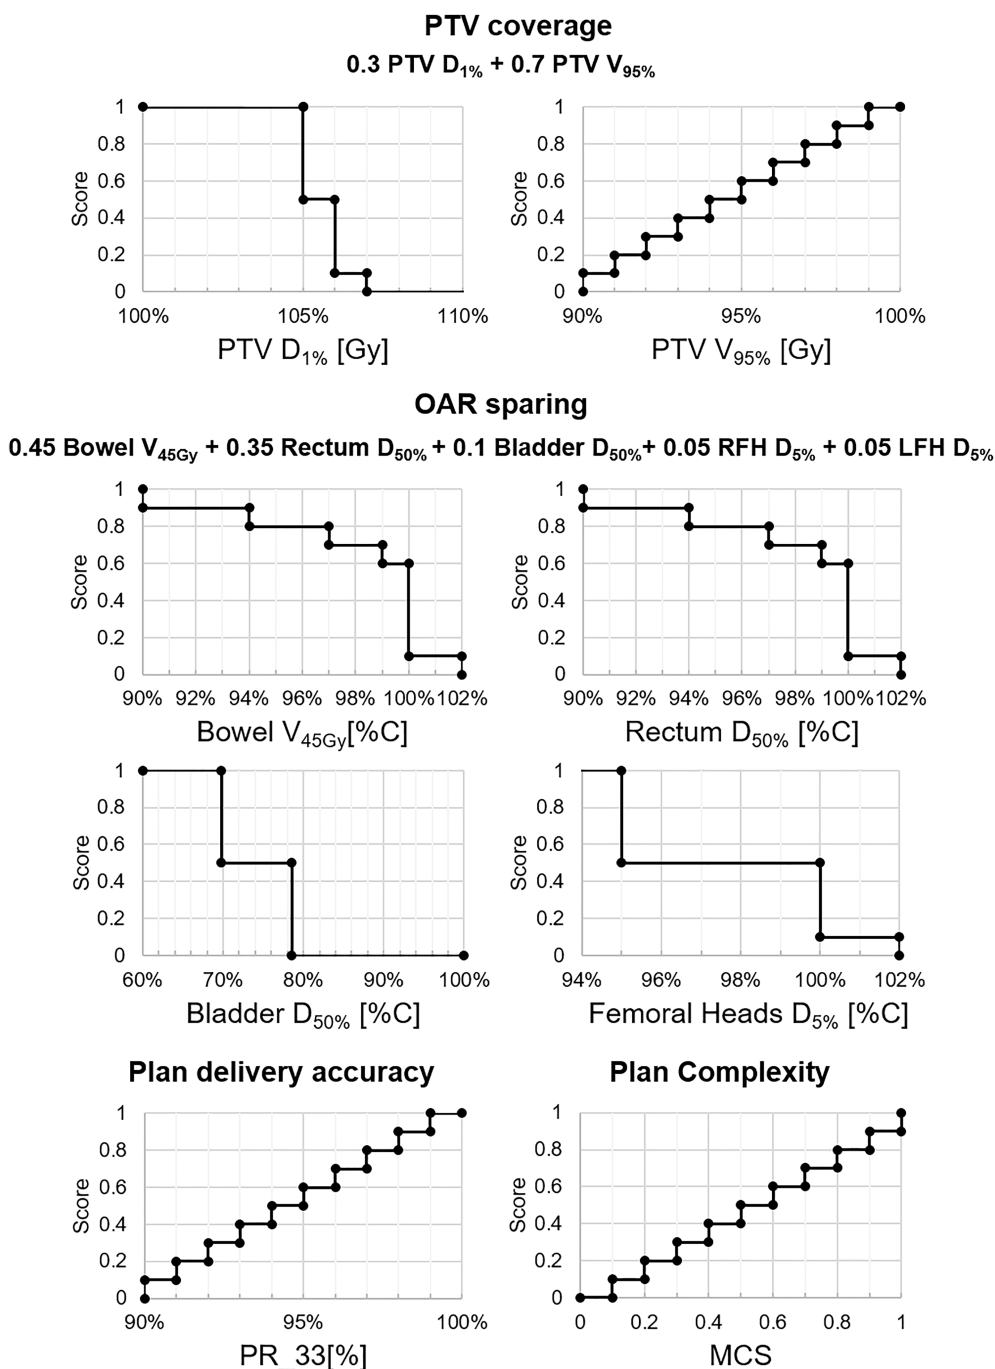 PTV coverage
0.3 PTV D1% + 0.7 PTV V95%
1
0.8
0.6
0.4
0.2
0
Score
100%
105%
110%
PTV D1% [Gy]
1
0.8
0.6
0.4
0.2
0
Score
90%
95%
100%
PTV V95% [Gy]
OAR sparing
0.45 Bowel V45Gy + 0.35 Rectum D50% + 0.1 Bladder D50%+ 0.05 RFH D5% + 0.05 LFH D5%
1
0.8
0.6
0.4
0.2
0
Score
90% 92% 94% 96% 98% 100% 102%
Bowel V45Gy[%C]
1
0.8
0.6
0.4
0.2
0
Score
90% 92% 94% 96% 98% 100% 102%
Rectum D50% [%C]
1
0.8
0.6
0.4
0.2
0
Score
60% 70% 80% 90% 100%
Bladder D50% [%C]
1
0.8
0.6
0.4
0.2
0
Score
94% 96% 98% 100% 102%
Femoral Heads D5% [%C]
Plan delivery accuracy
1
0.8
0.6
0.4
0.2
0
Score
90% 95% 100%
PR_33[%]
Plan Complexity
1
0.8
0.6
0.4
0.2
0
Score
0 0.2 0.4 0.6 0.8 1
MCS